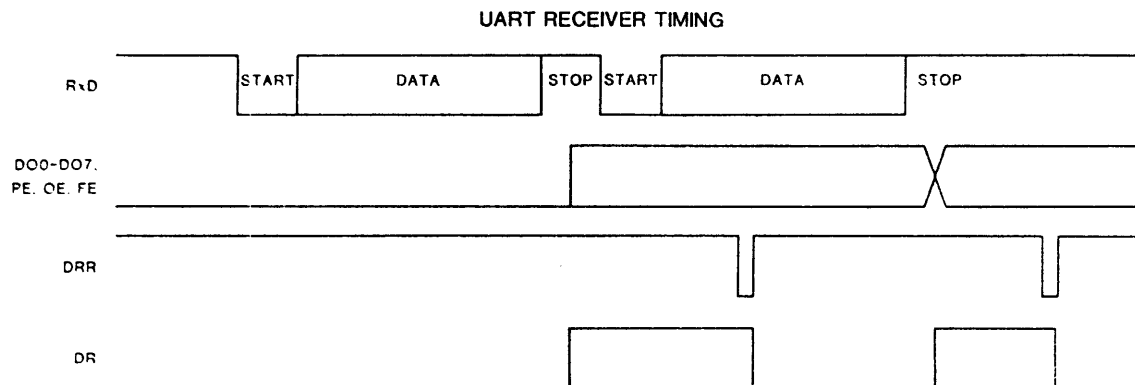 UART RECEIVER TIMING
RxD
START DATA STOP START DATA STOP
DO0-DO7,
PE. OE. FE
DRR
DR